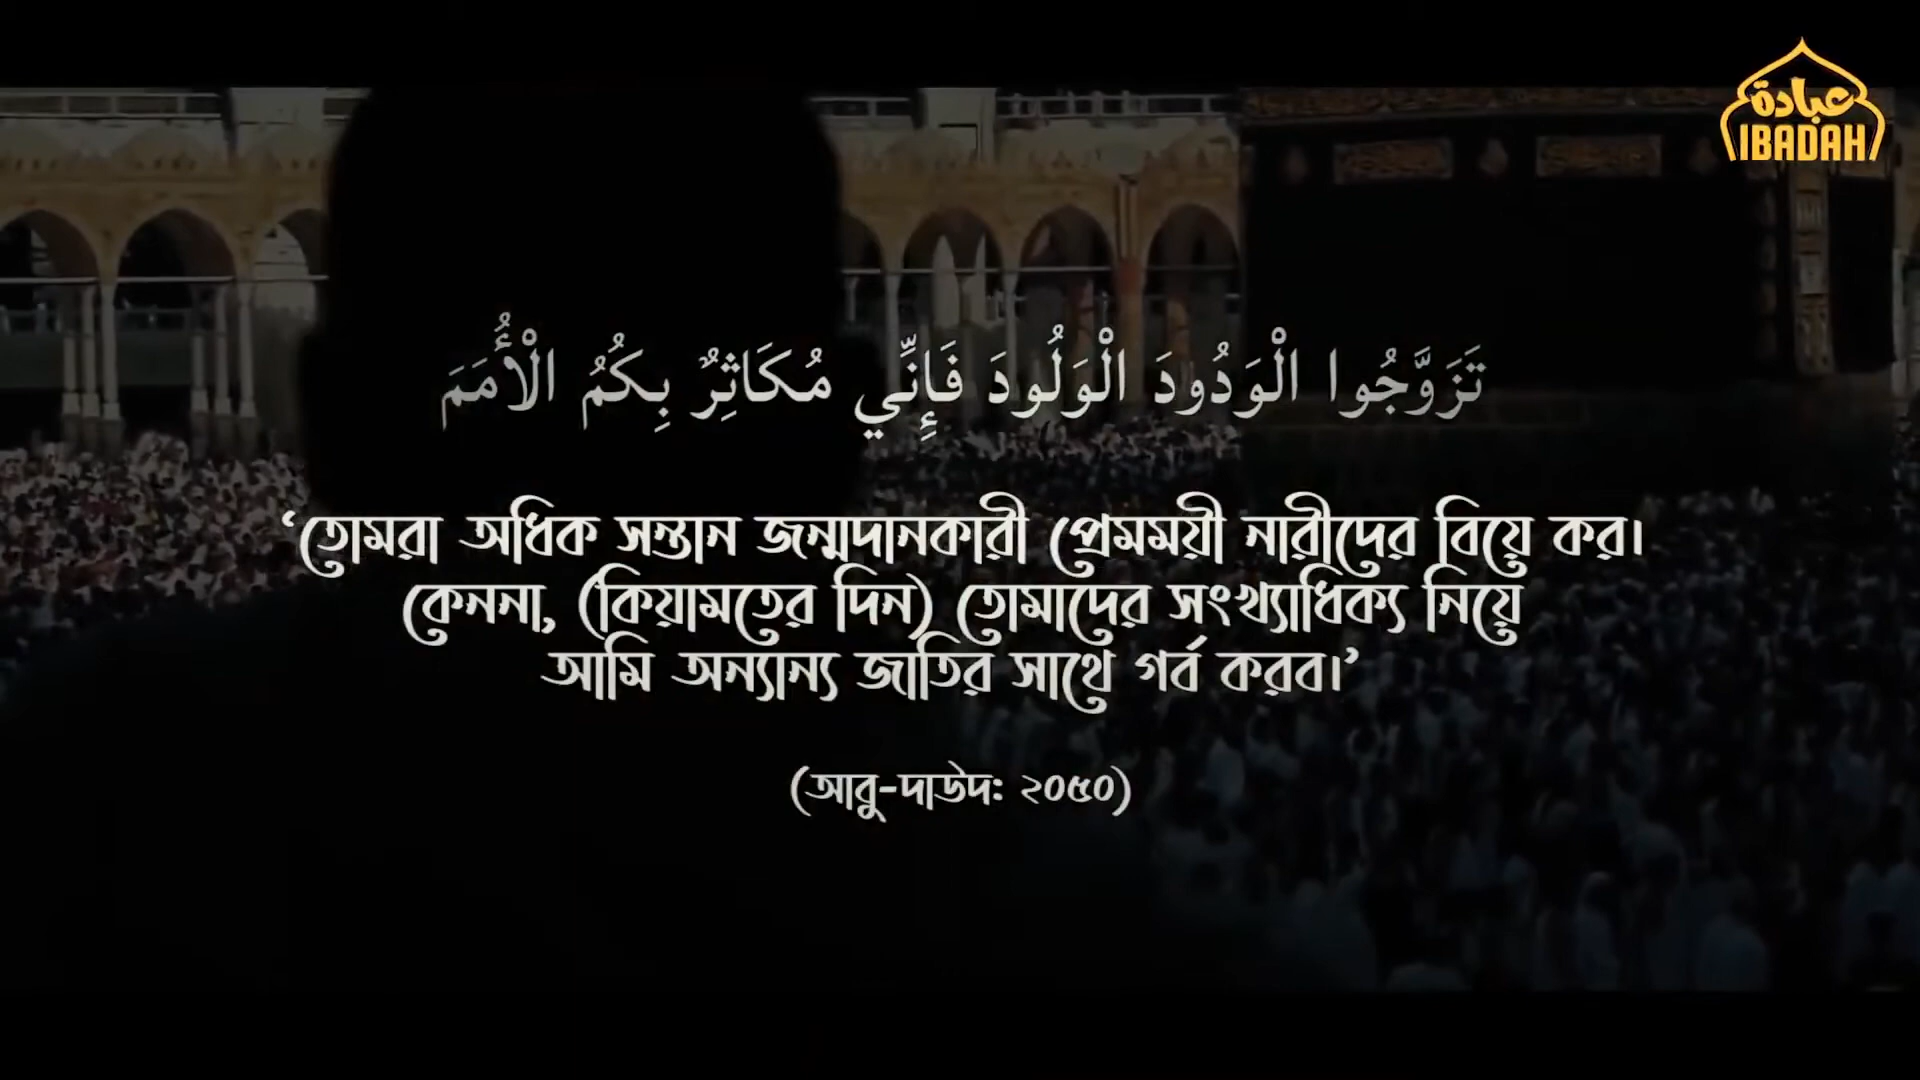 عبادة
IBADAH
تَزَوَّجُوا الْوَدُودَ الْوَلُودَ فَإِنِّي مُكَاثِرٌ بِكُمُ الْأُمَمَ
‘তোমরা অধিক সন্তান জন্মদানকারী প্রেমময়ী নারীদের বিয়ে কর।
কেননা, (কিয়ামতের দিন) তোমাদের সংখ্যাধিক্য নিয়ে
আমি অন্যান্য জাতির সাথে গর্ব করব।’
(আবু-দাউদ: ২০৫০)